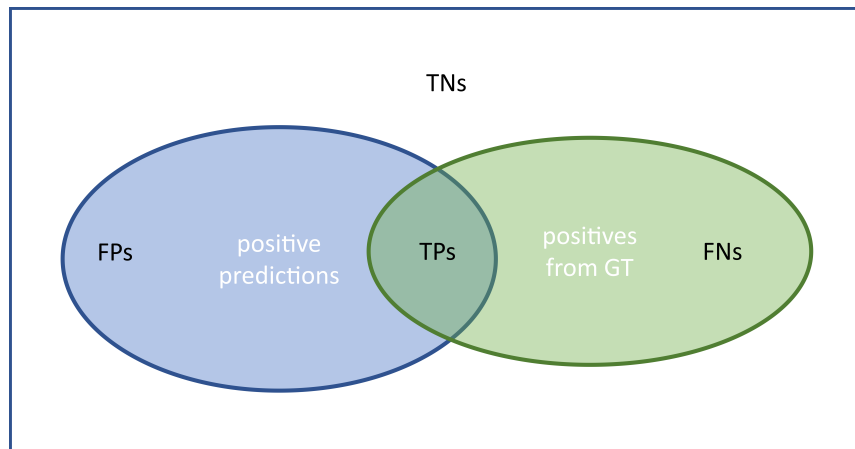 TNs
FPs
positive
predictions
TPs
positives
from GT
FNs